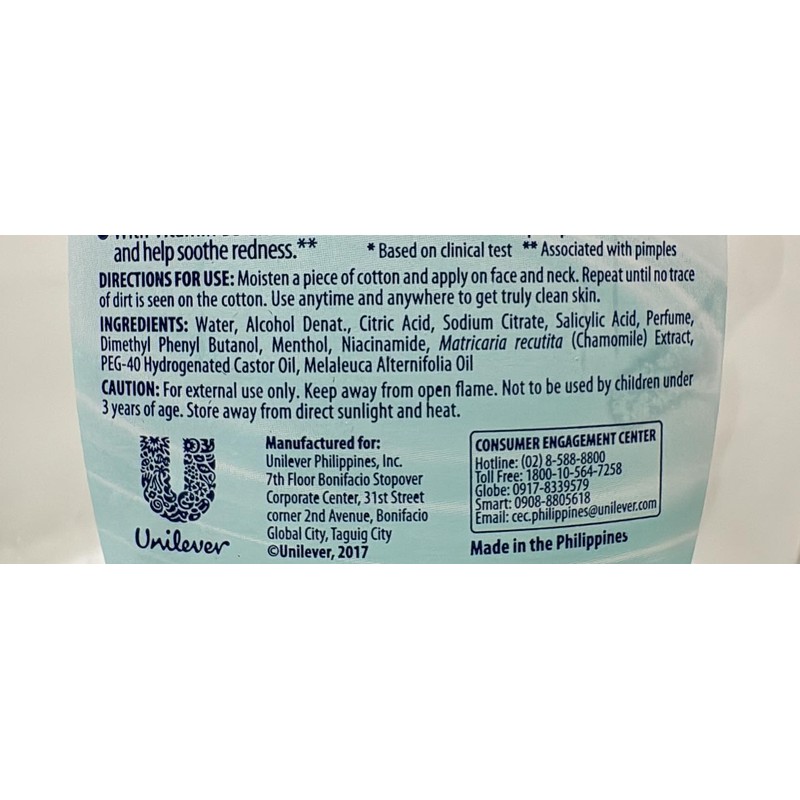 and help soothe redness.**
* Based on clinical test ** Associated with pimples
DIRECTIONS FOR USE: Moisten a piece of cotton and apply on face and neck. Repeat until no trace
of dirt is seen on the cotton. Use anytime and anywhere to get truly clean skin.
INGREDIENTS: Water, Alcohol Denat., Citric Acid, Sodium Citrate, Salicylic Acid, Perfume,
Dimethyl Phenyl Butanol, Menthol, Niacinamide, Matricaria recutita (Chamomile) Extract,
PEG-40 Hydrogenated Castor Oil, Melaleuca Alternifolia Oil
CAUTION: For external use only. Keep away from open flame. Not to be used by children under
3 years of age. Store away from direct sunlight and heat.
Unilever
Manufactured for:
Unilever Philippines, Inc.
7th Floor Bonifacio Stopover
Corporate Center, 31st Street
corner 2nd Avenue, Bonifacio
Global City, Taguig City
©Unilever, 2017
CONSUMER ENGAGEMENT CENTER
Hotline: (02) 8-588-8800
Toll Free: 1800-10-564-7258
Globe: 0917-8339579
Smart: 0908-8805618
Email: cec.philippines@unilever.com
Made in the Philippines